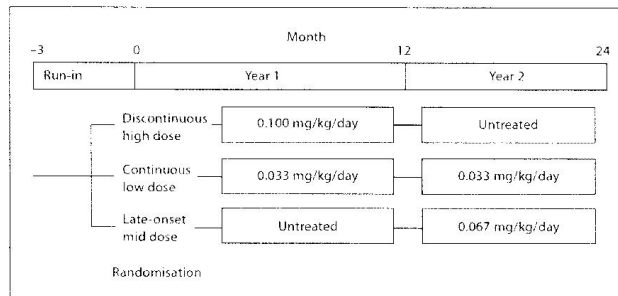 Month
-3 0 12 24
Run-in Year 1 Year 2
Discontinuous
high dose
0.100 mg/kg/day
Untreated
Continuous
low dose
0.033 mg/kg/day
0.033 mg/kg/day
Late-onset
mid dose
Untreated
0.067 mg/kg/day
Randomisation